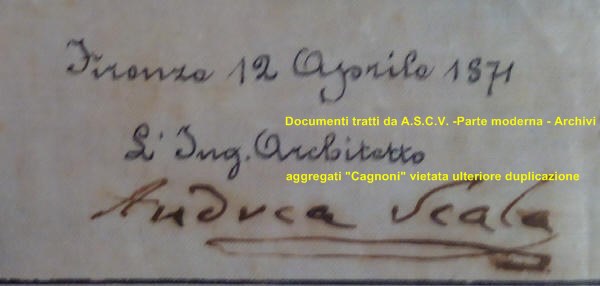 Firenze 12 Aprile 1871
Documenti tratti da A.S.C.V. -Parte moderna - Archivi
L' Ing. Architetto
aggregati "Cagnoni" vietata ulteriore duplicazione
Andrea Scala